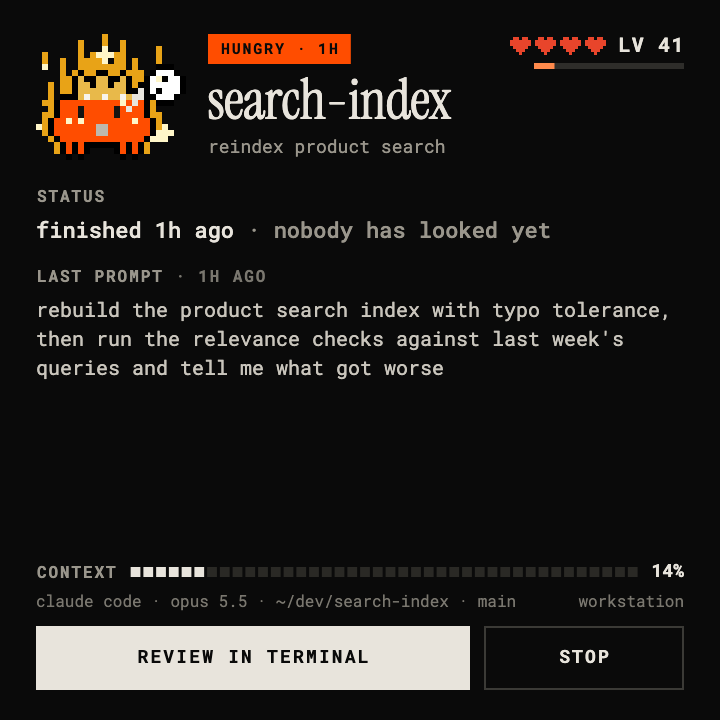 HUNGRY · 1H
LV 41
search-index
reindex product search
STATUS
finished 1h ago · nobody has looked yet
LAST PROMPT · 1H AGO
rebuild the product search index with typo tolerance,
then run the relevance checks against last week's
queries and tell me what got worse
CONTEXT 14%
claude code · opus 5.5 · ~/dev/search-index · main workstation
REVIEW IN TERMINAL
STOP